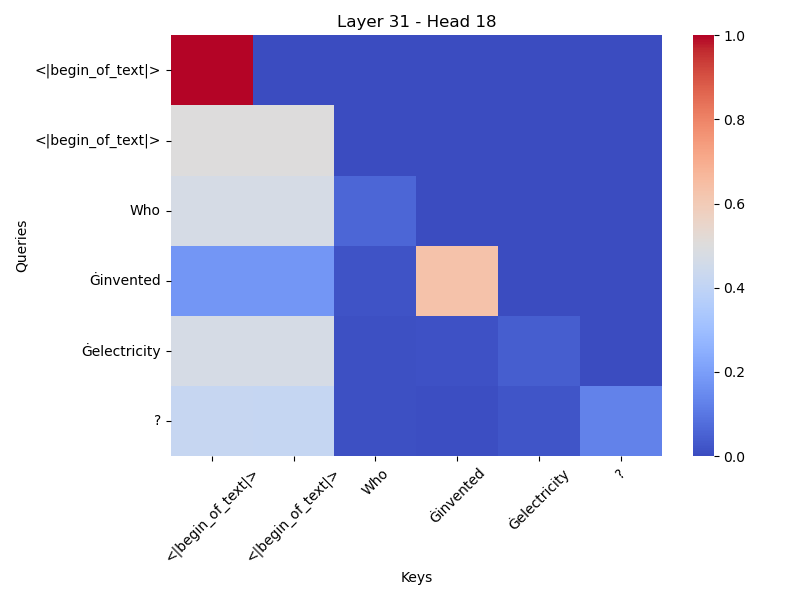 Layer 31 - Head 18
<|begin_of_text|>
<|begin_of_text|>
Who
Ġinvented
Ġelectricity
?
Queries
<|begin_of_text|>
<|begin_of_text|>
Who
Ġinvented
Ġelectricity
?
Keys
1.0
0.8
0.6
0.4
0.2
0.0